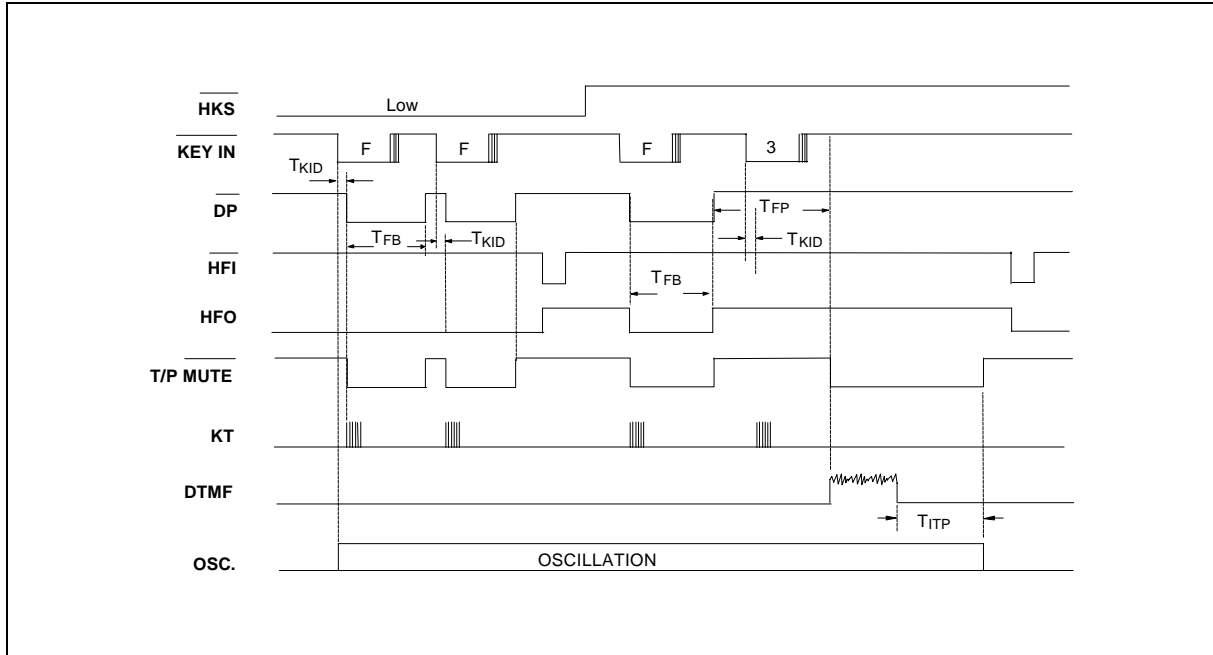 HKS
Low
KEY IN
F
F
F
3
TKID
DP
TFB
TKID
TFP
TKID
HFI
TFB
HFO
T/P MUTE
KT
DTMF
TITP
OSC.
OSCILLATION